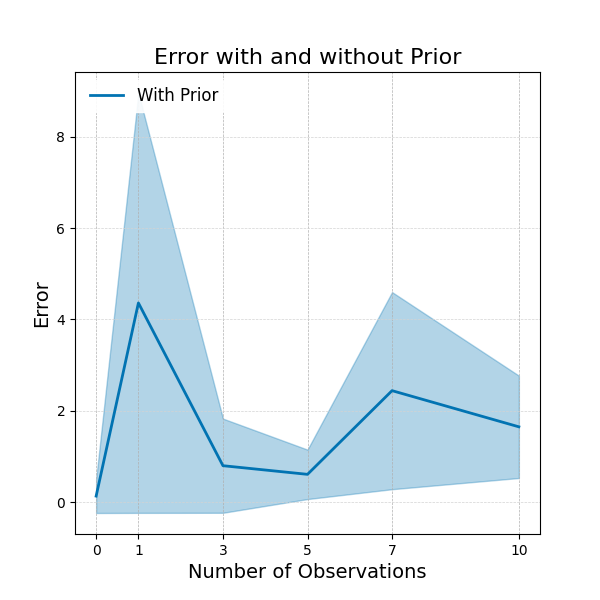 Error with and without Prior
With Prior
8
6
4
2
0
Error
0 1 3 5 7 10
Number of Observations